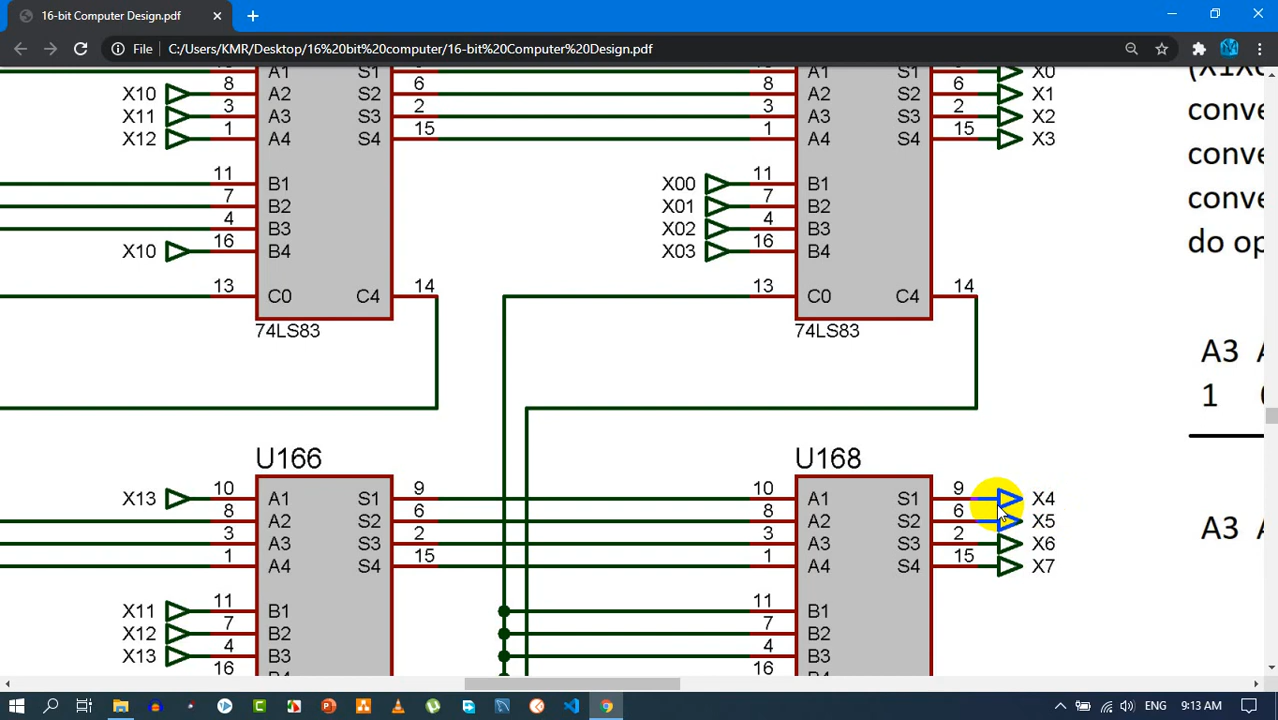 16-bit Computer Design.pdf
File C:/Users/KMR/Desktop/16%20bit%20computer/16-bit%20Computer%20Design.pdf
A1 S1 A1 S1 X0
X10 8 A2 S2 6 8 A2 S2 6 X1
X11 3 A3 S3 2 3 A3 S3 2 X2
X12 1 A4 S4 15 1 A4 S4 15 X3
11 B1 X00 11 B1
7 B2 X01 7 B2
4 B3 X02 4 B3
X10 16 B4 X03 16 B4
13 C0 C4 14 13 C0 C4 14
74LS83 74LS83
U166 U168
X13 10 A1 S1 9 10 A1 S1 9 X4
8 A2 S2 6 8 A2 S2 6 X5
3 A3 S3 2 3 A3 S3 2 X6
1 A4 S4 15 1 A4 S4 15 X7
X11 11 B1 11 B1
X12 7 B2 7 B2
X13 4 B3 4 B3
16 16
conve
conve
conve
do op
A3
1
A3
ENG 9:13 AM